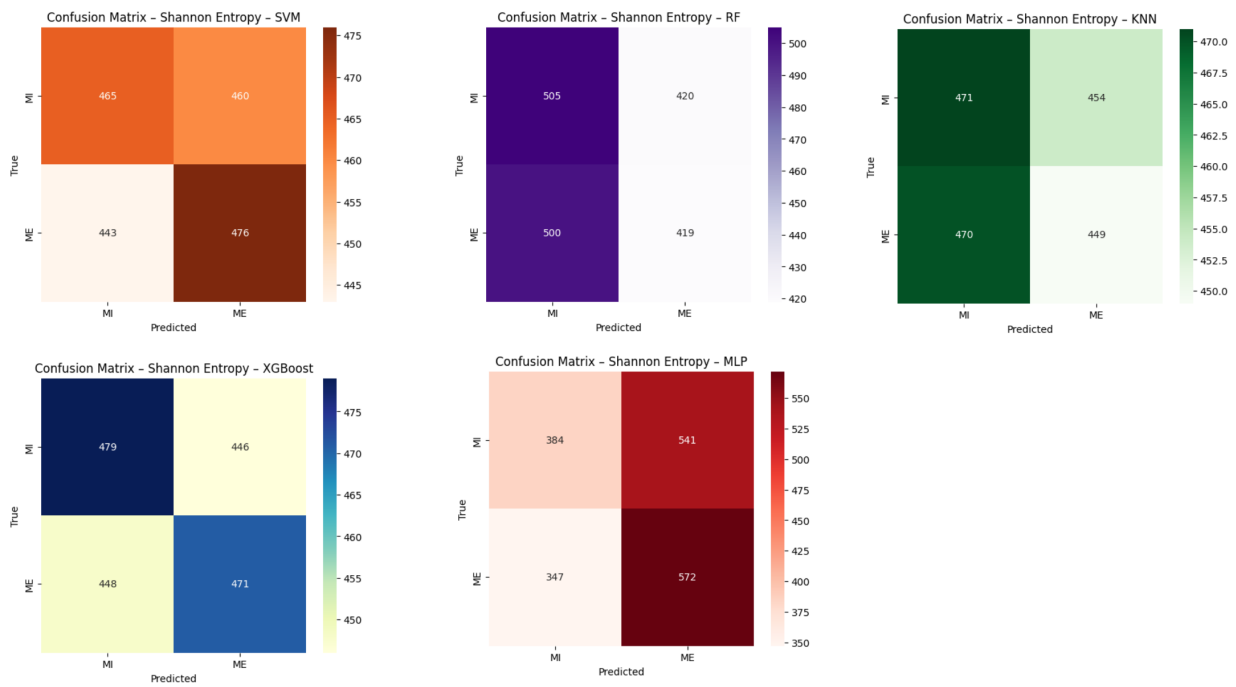 Confusion Matrix – Shannon Entropy – SVM
475
470
465
460
455
450
445
465
460
443
476
MI
ME
True
MI
ME
Predicted
Confusion Matrix – Shannon Entropy – RF
500
490
480
470
460
450
440
430
420
505
420
500
419
MI
ME
True
MI
ME
Predicted
Confusion Matrix – Shannon Entropy – KNN
470.0
467.5
465.0
462.5
460.0
457.5
455.0
452.5
450.0
471
454
470
449
MI
ME
True
MI
ME
Predicted
Confusion Matrix – Shannon Entropy – XGBoost
475
470
465
460
455
450
479
446
448
471
MI
ME
True
MI
ME
Predicted
Confusion Matrix – Shannon Entropy – MLP
550
525
500
475
450
425
400
375
350
384
541
347
572
MI
ME
True
MI
ME
Predicted